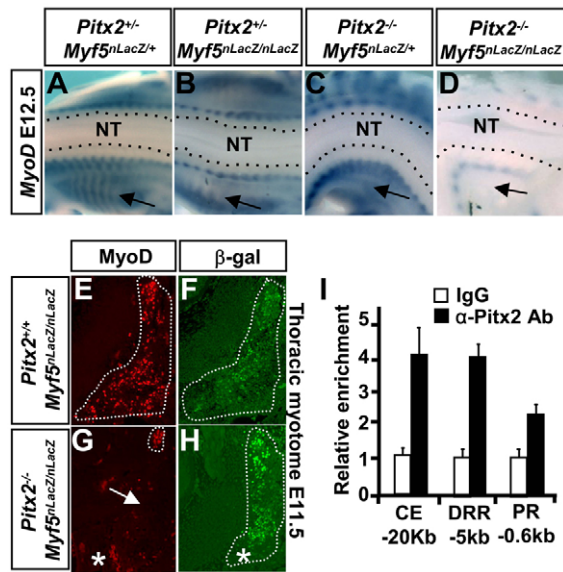 Pitx2+/-
Myf5nLacZ/+
Pitx2+/-
Myf5nLacZ/nLacZ
Pitx2-/-
Myf5nLacZ/+
Pitx2-/-
Myf5nLacZ/nLacZ
MyoD E12.5
A
B
C
D
NT
NT
NT
NT
MyoD
β-gal
Pitx2+/+
Myf5nLacZ/nLacZ
E
F
Pitx2-/-
Myf5nLacZ/nLacZ
G
H
*
*
Thoracic myotome E11.5
I
IgG
α-Pitx2 Ab
Relative enrichment
5
4
2
1
0
CE
-20Kb
DRR
-5kb
PR
-0.6kb